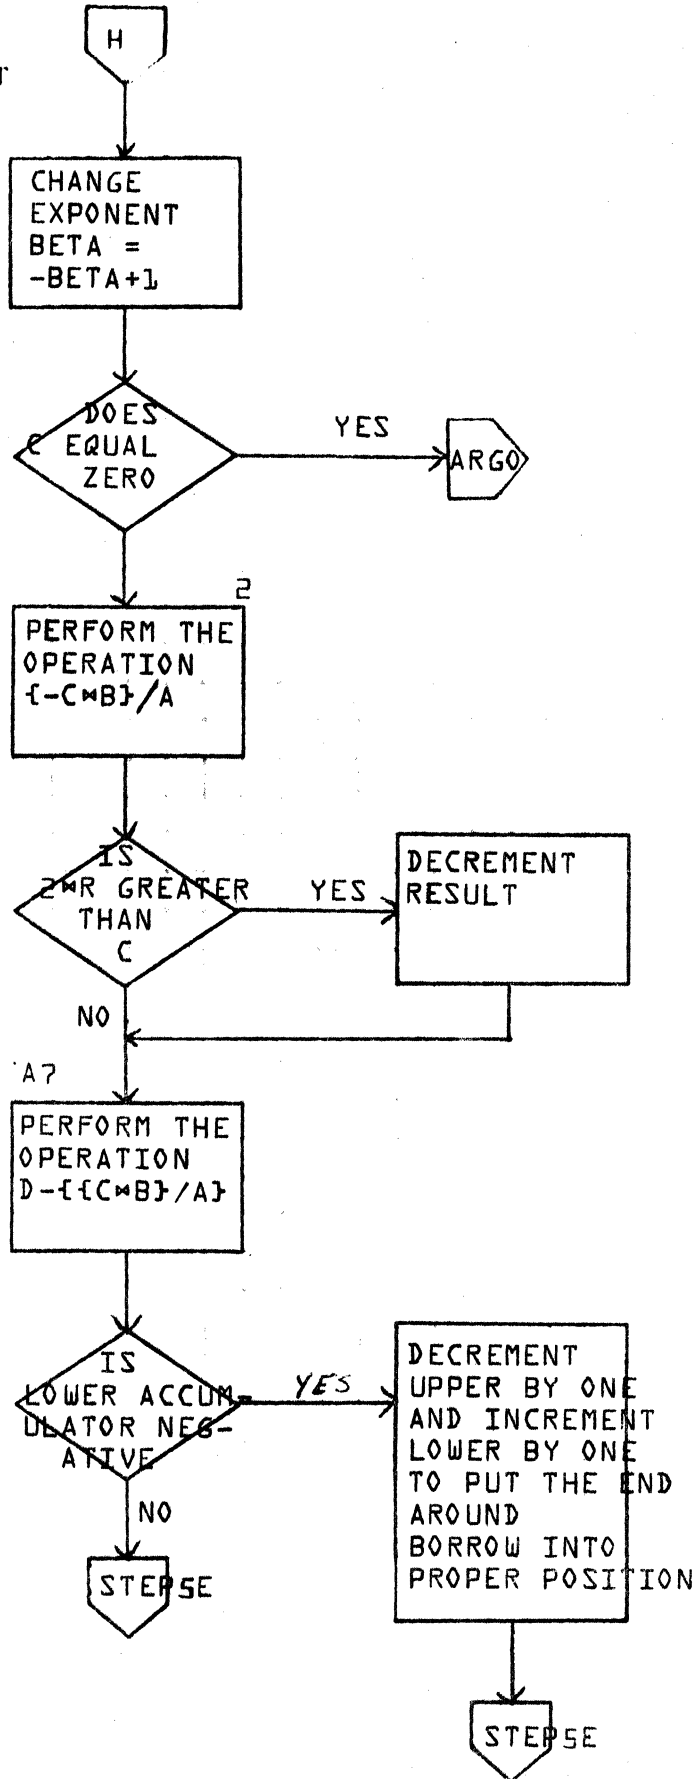 H
CHANGE
EXPONENT
BETA =
-BETA+1
DOES
C EQUAL
ZERO
YES
ARGO
2
PERFORM THE
OPERATION
{-C*B}/A
IS
2*R GREATER
THAN
C
YES
DECREMENT
RESULT
NO
A7
PERFORM THE
OPERATION
D-{{C*B}/A}
IS
LOWER ACCUM-
ULATOR NEG-
ATIVE
YES
DECREMENT
UPPER BY ONE
AND INCREMENT
LOWER BY ONE
TO PUT THE END
AROUND
BORROW INTO
PROPER POSITION
NO
STEP5E
STEP5E